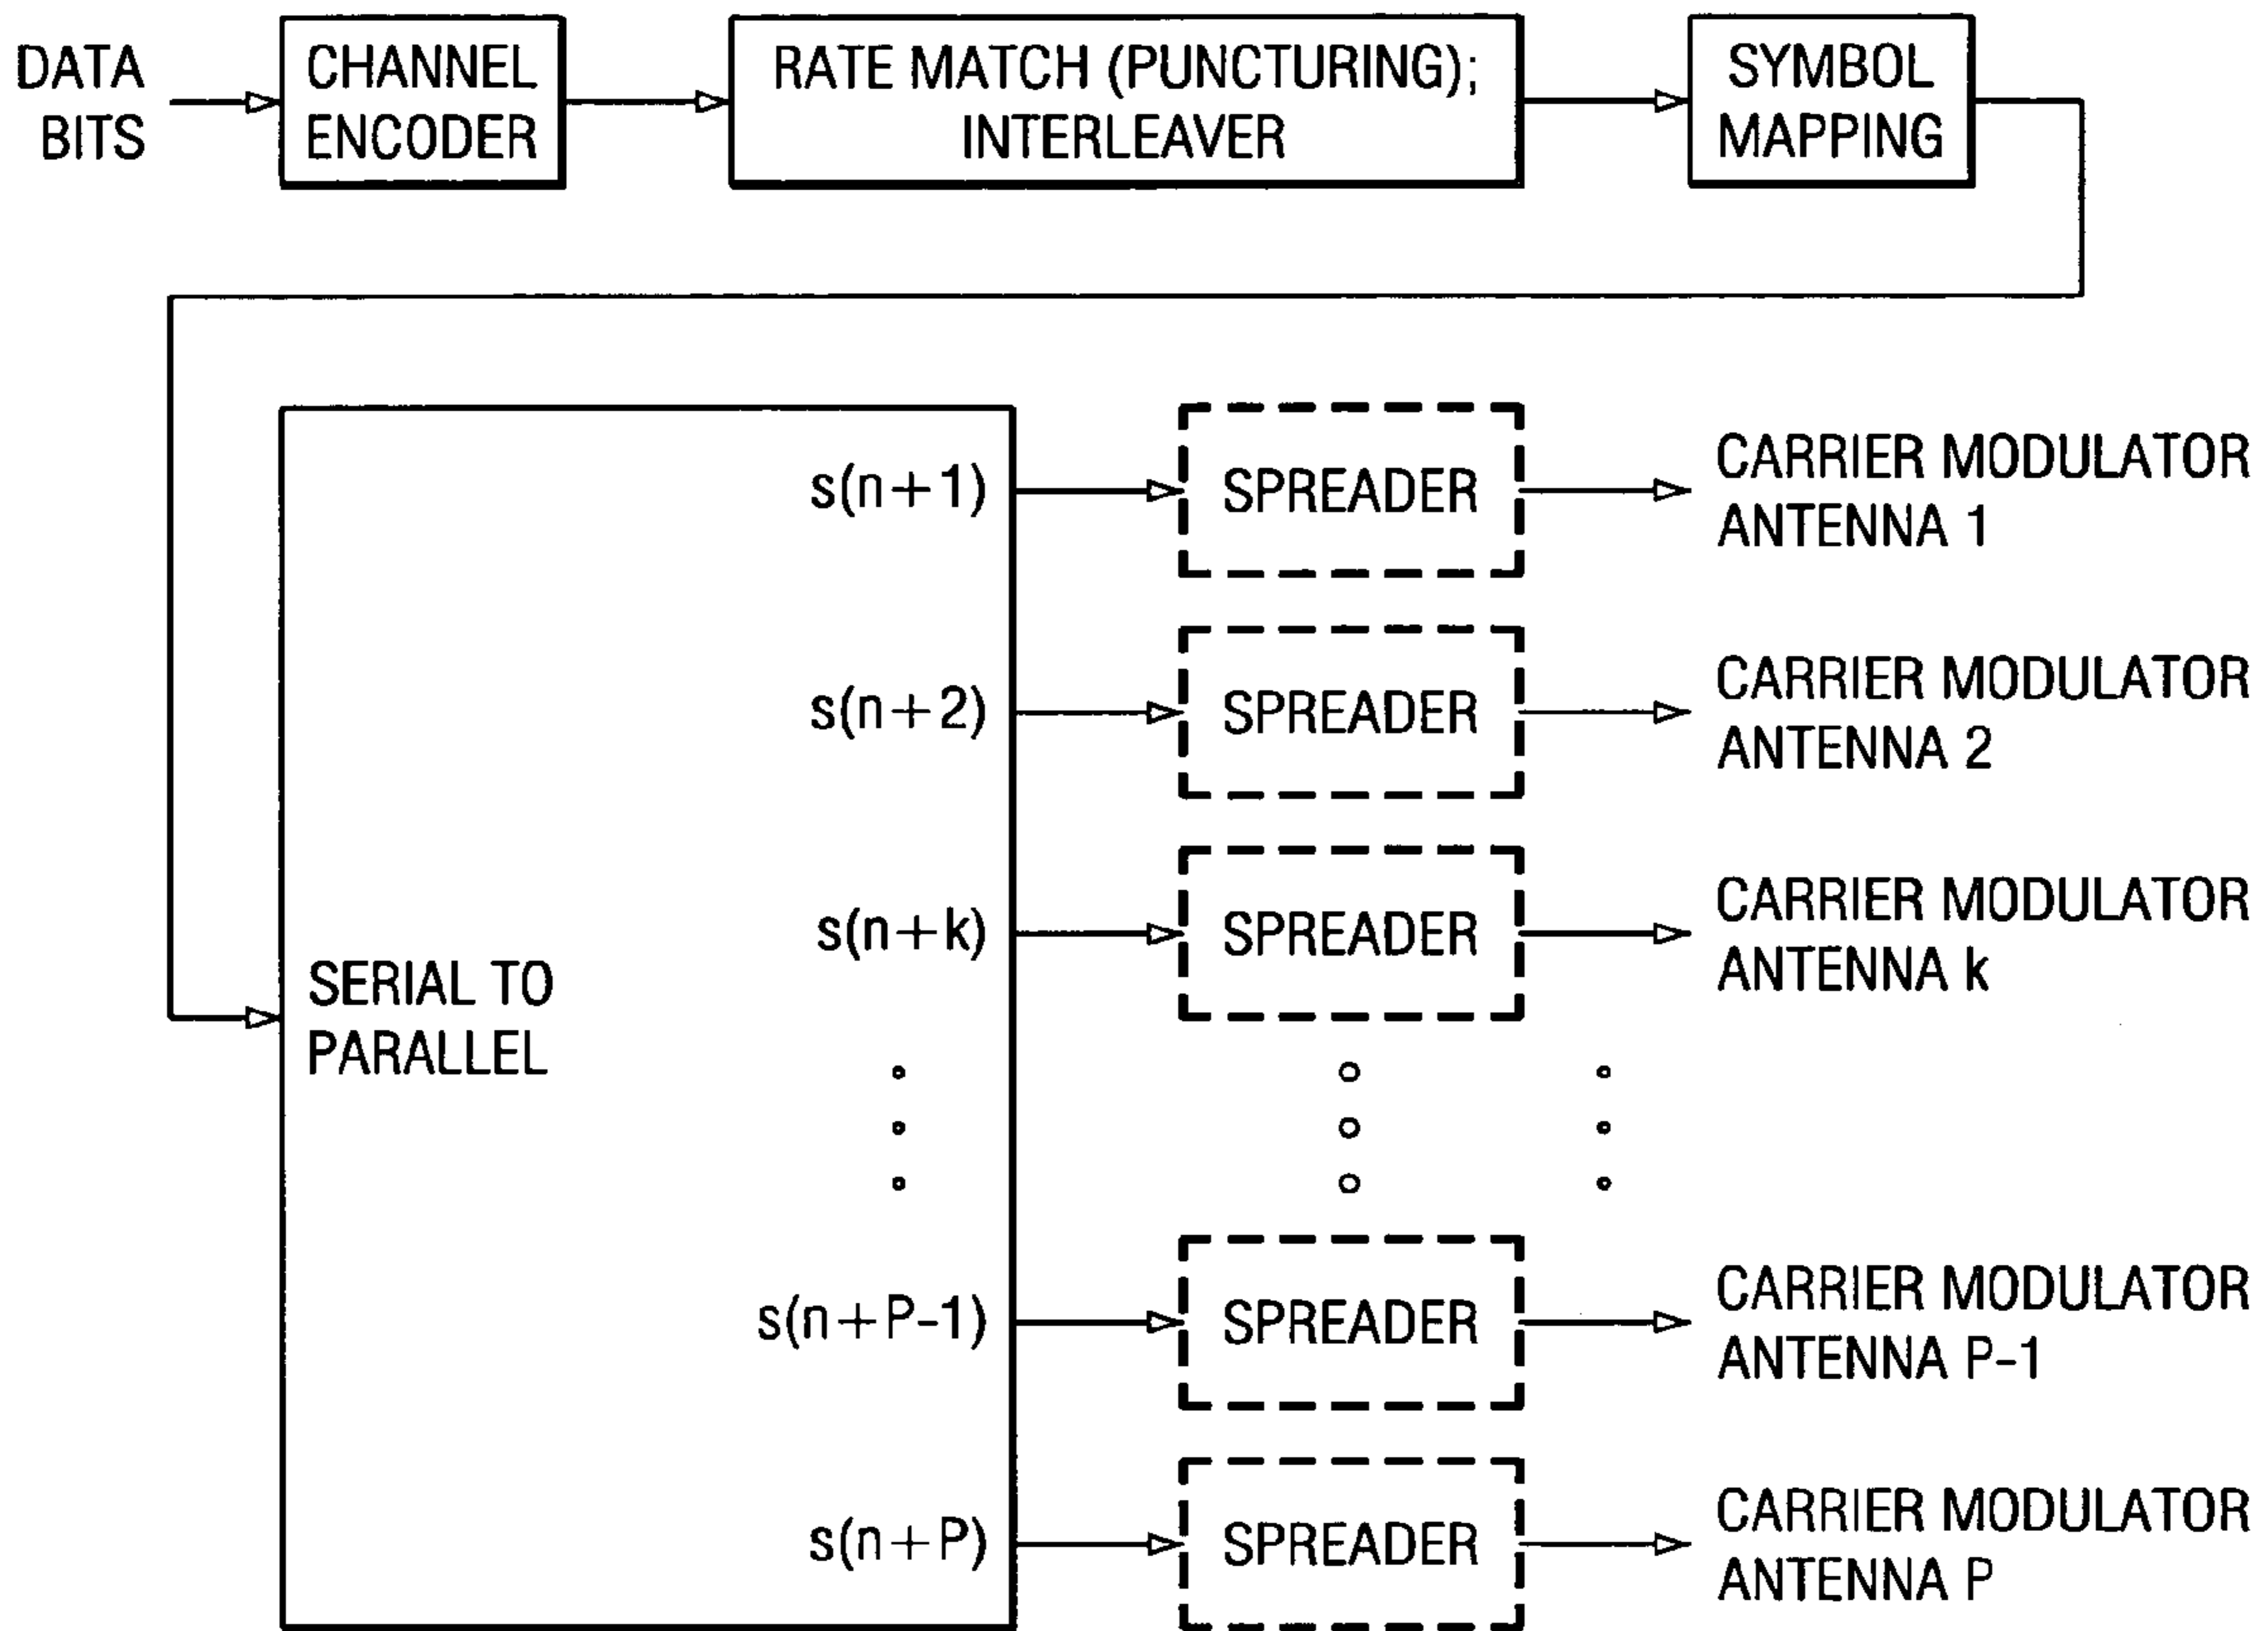 DATA
BITS
CHANNEL
ENCODER
RATE MATCH (PUNCTURING);
INTERLEAVER
SYMBOL
MAPPING
SERIAL TO
PARALLEL
s(n+1)
SPREADER
CARRIER MODULATOR
ANTENNA 1
s(n+2)
SPREADER
CARRIER MODULATOR
ANTENNA 2
s(n+k)
SPREADER
CARRIER MODULATOR
ANTENNA k
s(n+P-1)
SPREADER
CARRIER MODULATOR
ANTENNA P-1
s(n+P)
SPREADER
CARRIER MODULATOR
ANTENNA P